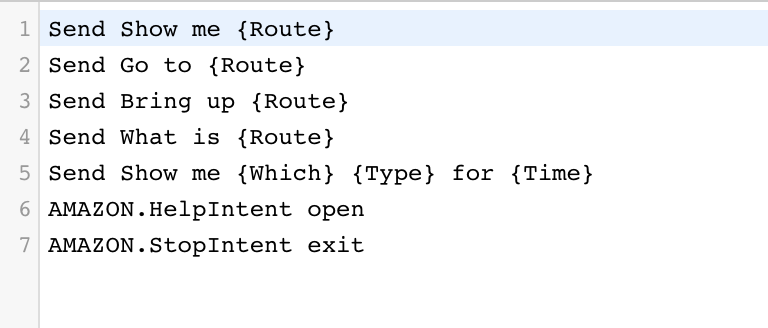 1 Send Show me {Route}
2 Send Go to {Route}
3 Send Bring up {Route}
4 Send What is {Route}
5 Send Show me {Which} {Type} for {Time}
6 AMAZON.HelpIntent open
7 AMAZON.StopIntent exit